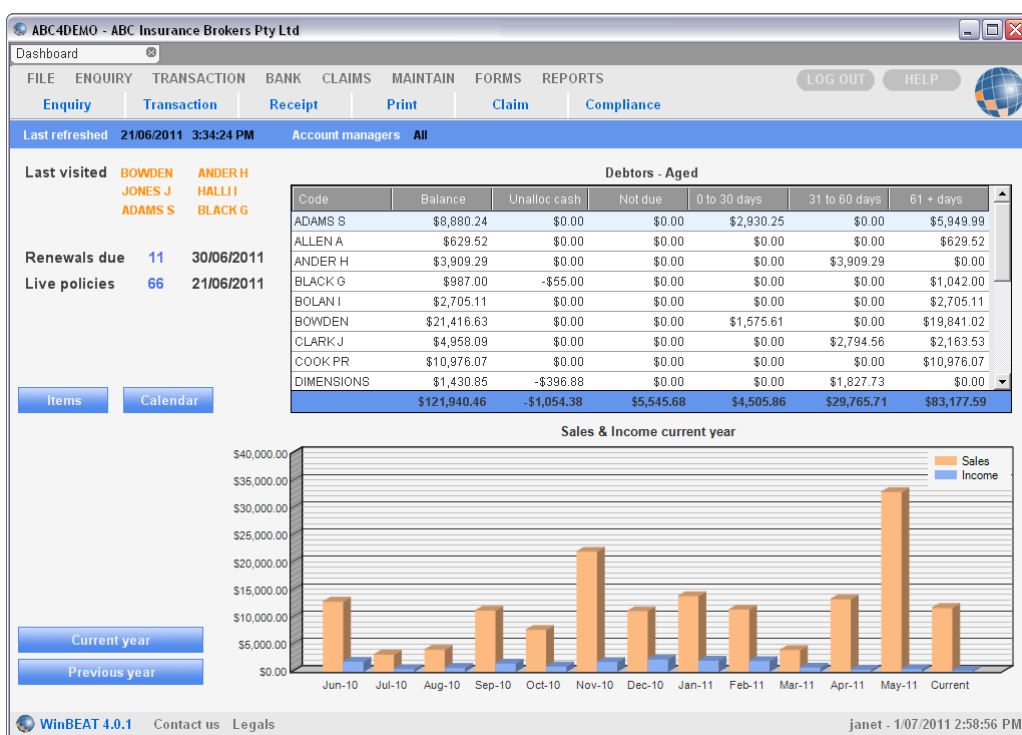 ABC4DEMO - ABC Insurance Brokers Pty Ltd
Dashboard
FILE ENQUIRY TRANSACTION BANK CLAIMS MAINTAIN FORMS REPORTS LOG OUT HELP
Enquiry Transaction Receipt Print Claim Compliance
Last refreshed 21/06/2011 3:34:24 PM Account managers All
Last visited BOWDEN ANDER H
JONES J HALLI I
ADAMS S BLACK G
Renewals due 11 30/06/2011
Live policies 66 21/06/2011
Items Calendar
Debtors - Aged
Code Balance Unalloc cash Not due 0 to 30 days 31 to 60 days 61 + days
ADAMS S $8,880.24 $0.00 $0.00 $2,930.25 $0.00 $5,949.99
ALLEN A $629.52 $0.00 $0.00 $0.00 $0.00 $629.52
ANDER H $3,909.29 $0.00 $0.00 $0.00 $3,909.29 $0.00
BLACK G $987.00 -$55.00 $0.00 $0.00 $0.00 $1,042.00
BOLAN I $2,705.11 $0.00 $0.00 $0.00 $0.00 $2,705.11
BOWDEN $21,416.63 $0.00 $0.00 $1,575.61 $0.00 $19,841.02
CLARK J $4,958.09 $0.00 $0.00 $0.00 $2,794.56 $2,163.53
COOK PR $10,976.07 $0.00 $0.00 $0.00 $0.00 $10,976.07
DIMENSIONS $1,430.85 -$396.88 $0.00 $0.00 $1,827.73 $0.00
$121,940.46 -$1,054.38 $5,545.68 $4,505.86 $29,765.71 $83,177.59
Sales & Income current year
$40,000.00
$35,000.00
$30,000.00
$25,000.00
$20,000.00
$15,000.00
$10,000.00
$5,000.00
$0.00
Sales
Income
Jun-10 Jul-10 Aug-10 Sep-10 Oct-10 Nov-10 Dec-10 Jan-11 Feb-11 Mar-11 Apr-11 May-11 Current
Current year
Previous year
WinBEAT 4.0.1 Contact us Legals janet - 1/07/2011 2:58:56 PM